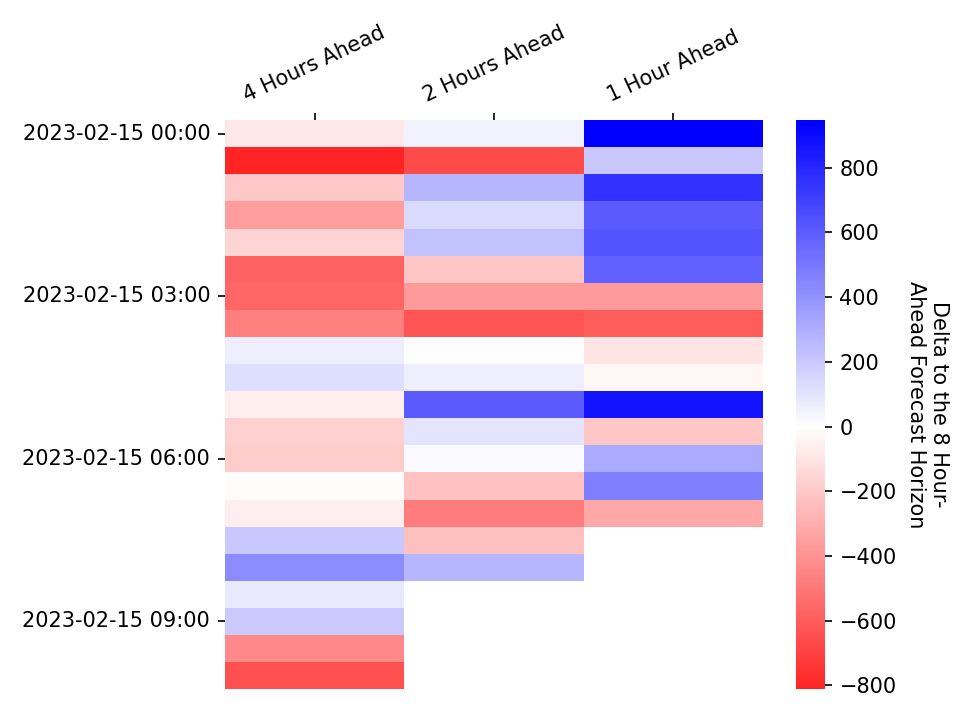 4 Hours Ahead
2 Hours Ahead
1 Hour Ahead
2023-02-15 00:00
2023-02-15 03:00
2023-02-15 06:00
2023-02-15 09:00
800
600
400
200
0
−200
−400
−600
−800
Delta to the 8 Hour-
Ahead Forecast Horizon